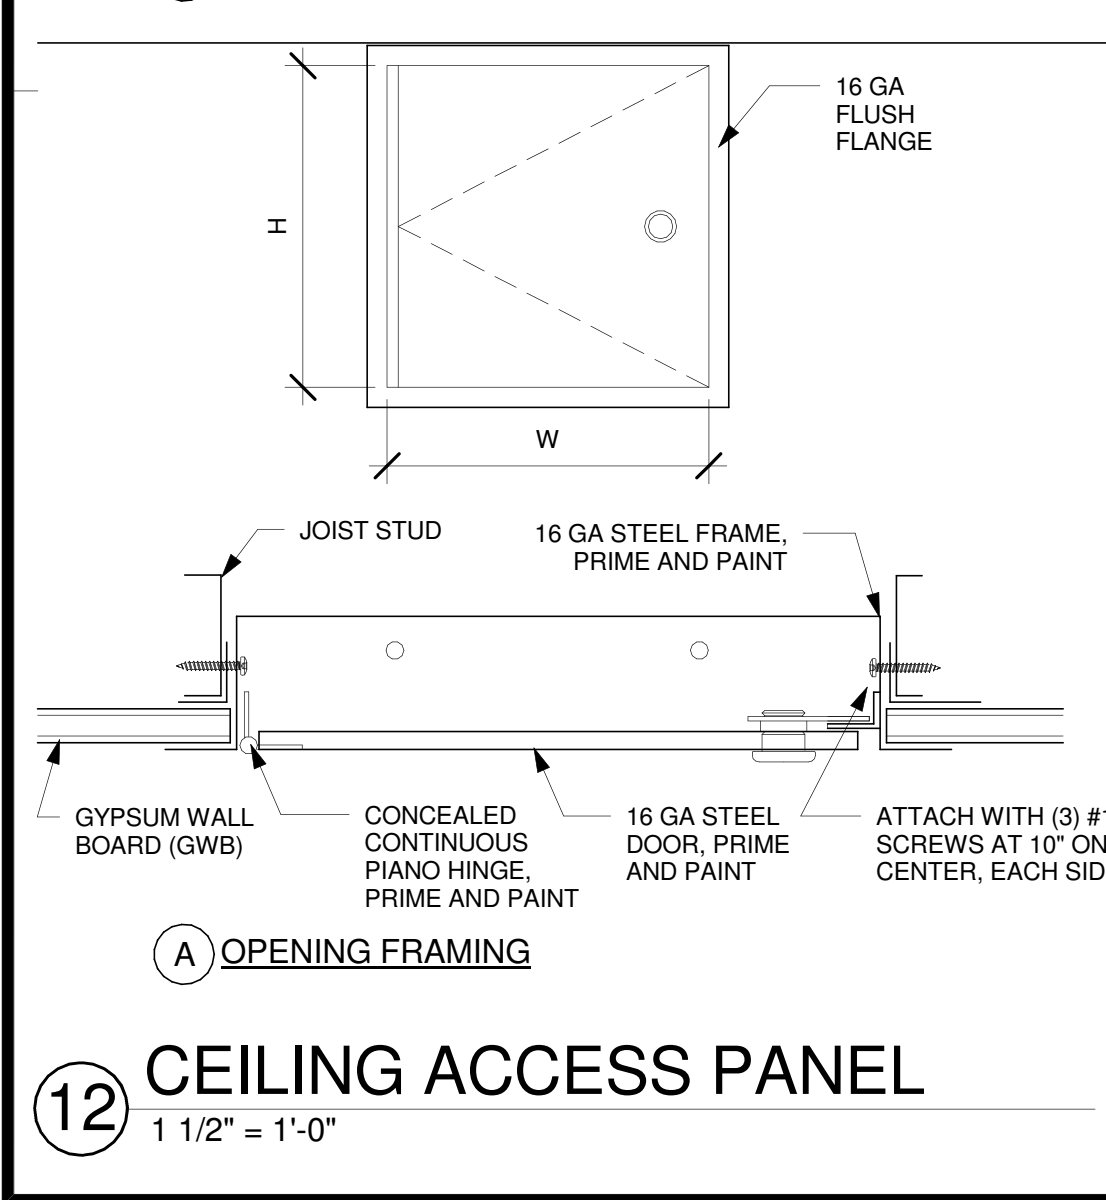 16 GA
FLUSH
FLANGE
H
W
JOIST STUD
16 GA STEEL FRAME,
PRIME AND PAINT
GYPSUM WALL
BOARD (GWB)
CONCEALED
CONTINUOUS
PIANO HINGE,
PRIME AND PAINT
16 GA STEEL
DOOR, PRIME
AND PAINT
ATTACH WITH (3)
SCREWS AT 10" ON
CENTER, EACH
A OPENING FRAMING
12 CEILING ACCESS PANEL
1 1/2" = 1'-0"